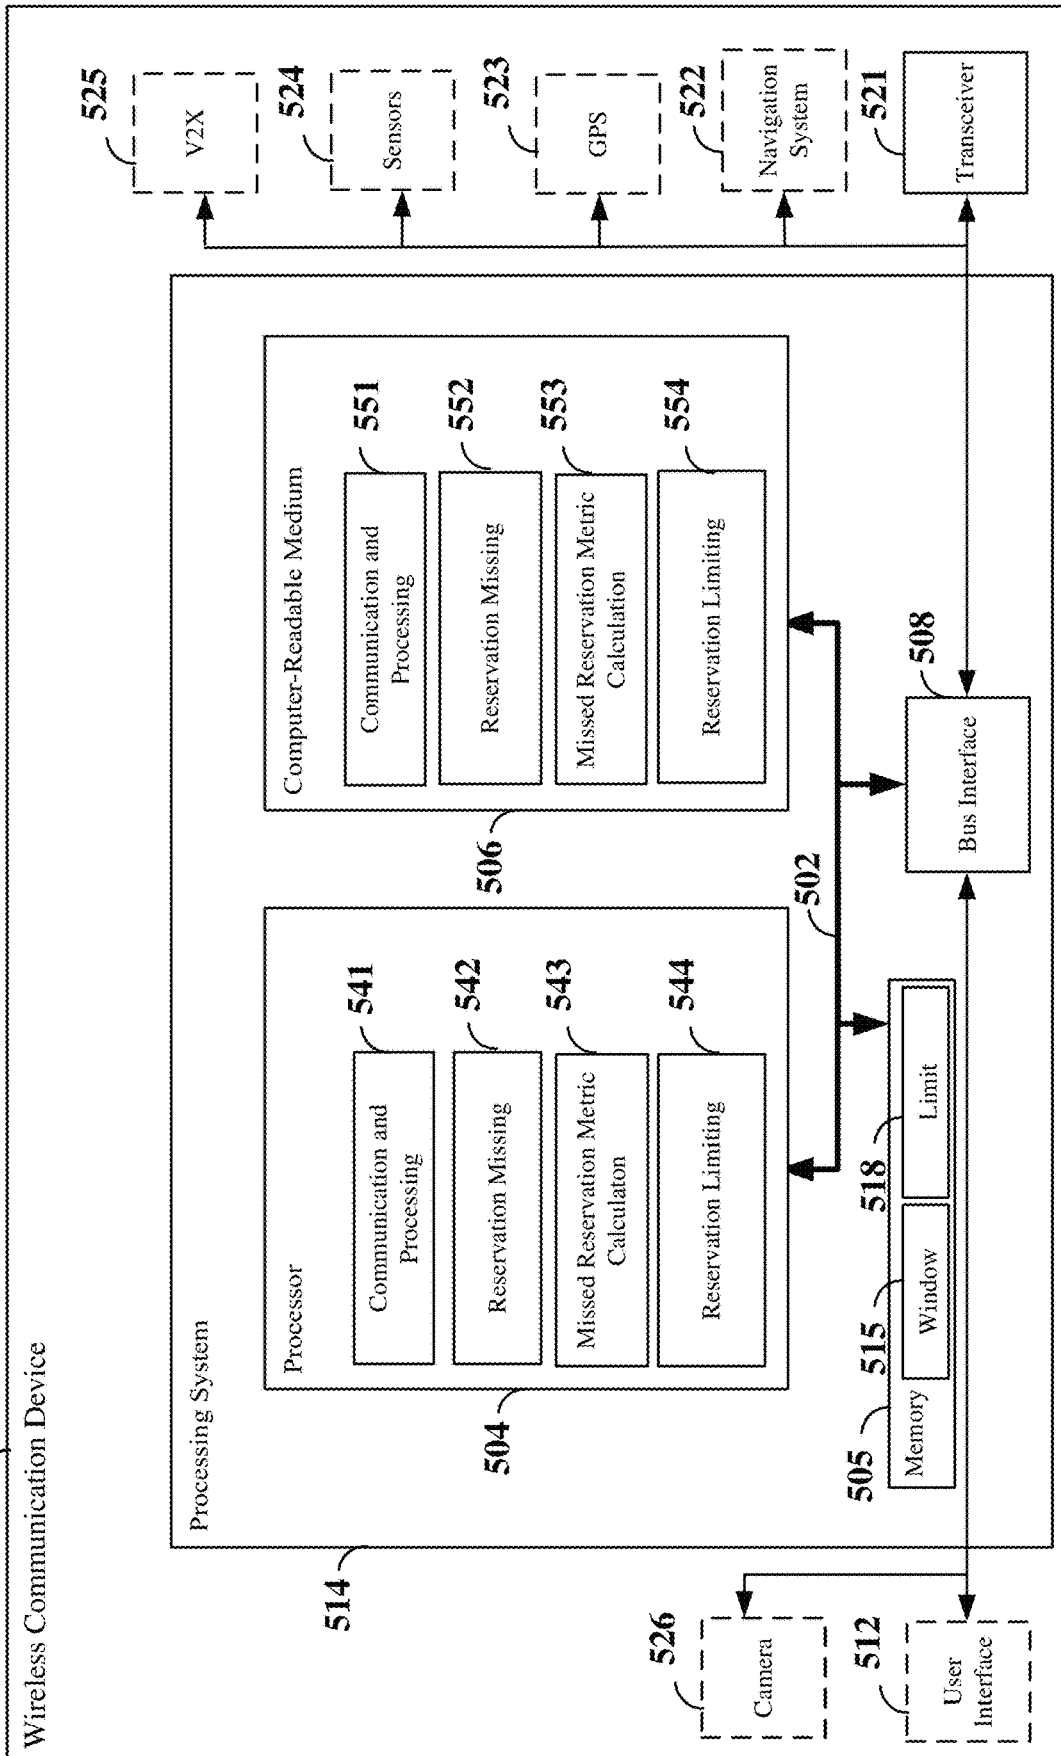 Wireless Communication Device
Processing System
514
Processor
504
Communication and
Processing
541
Reservation Missing
542
Missed Reservation Metric
Calculaton
543
Reservation Limiting
544
Computer-Readable Medium
506
Communication and
Processing
551
Reservation Missing
552
Missed Reservation Metric
Calculation
553
Reservation Limiting
554
502
505
Memory
515
Window
518
Limit
508
Bus Interface
526
Camera
512
User
Interface
525
V2X
524
Sensors
523
GPS
522
Navigation
System
521
Transceiver